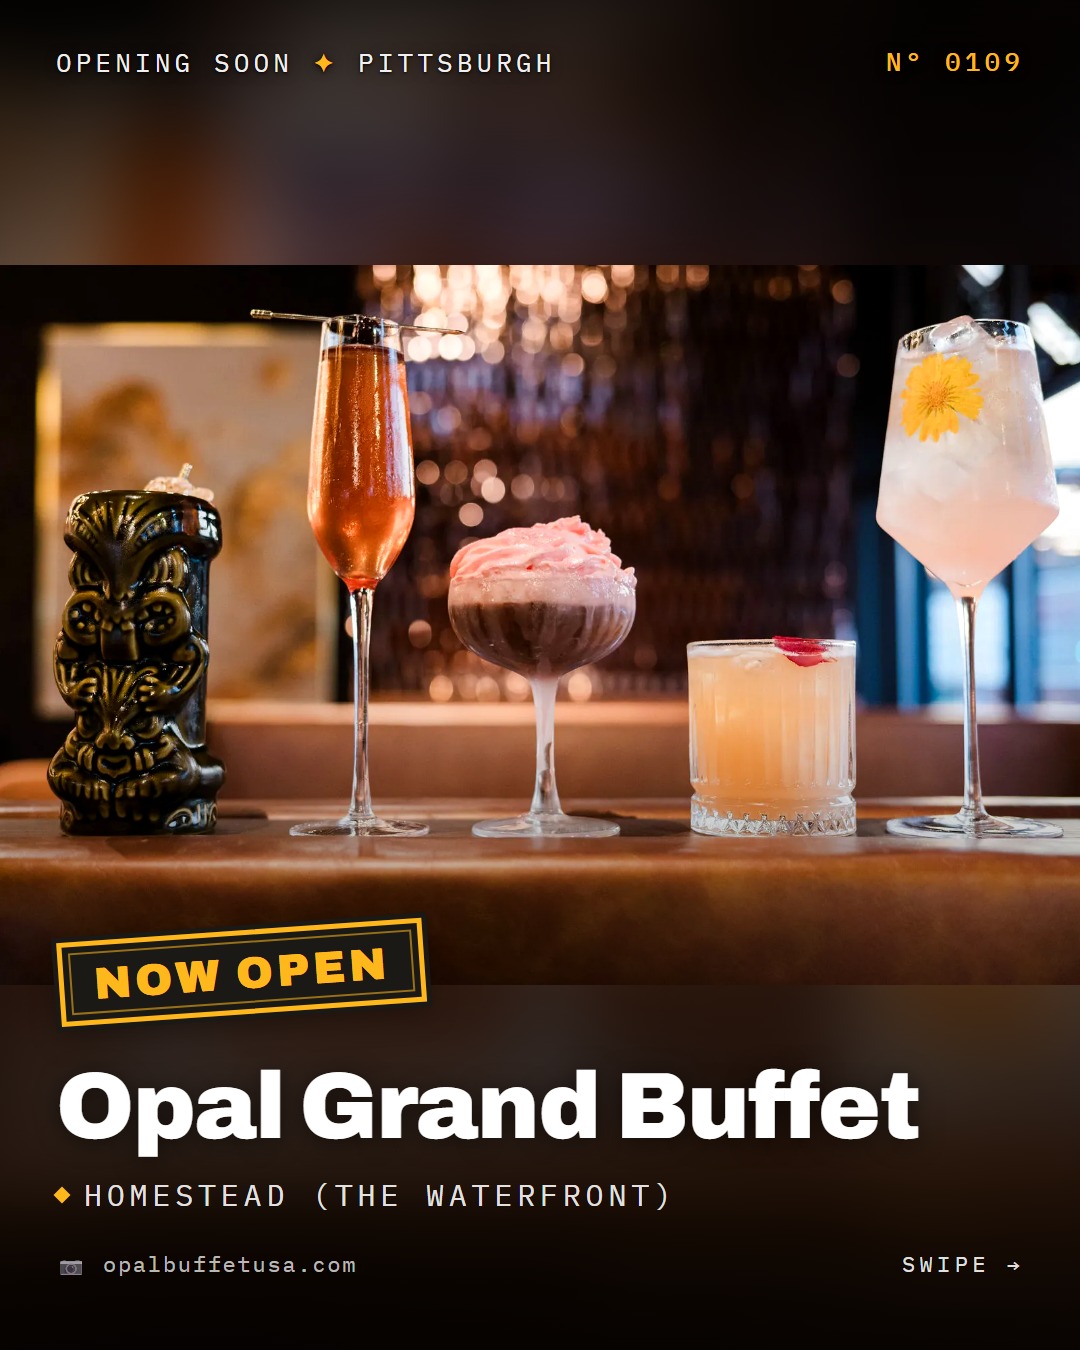 OPENING SOON ✦ PITTSBURGH
N° 0109
NOW OPEN
Opal Grand Buffet
◆ HOMESTEAD (THE WATERFRONT)
📷 opalbuffetusa.com
SWIPE →